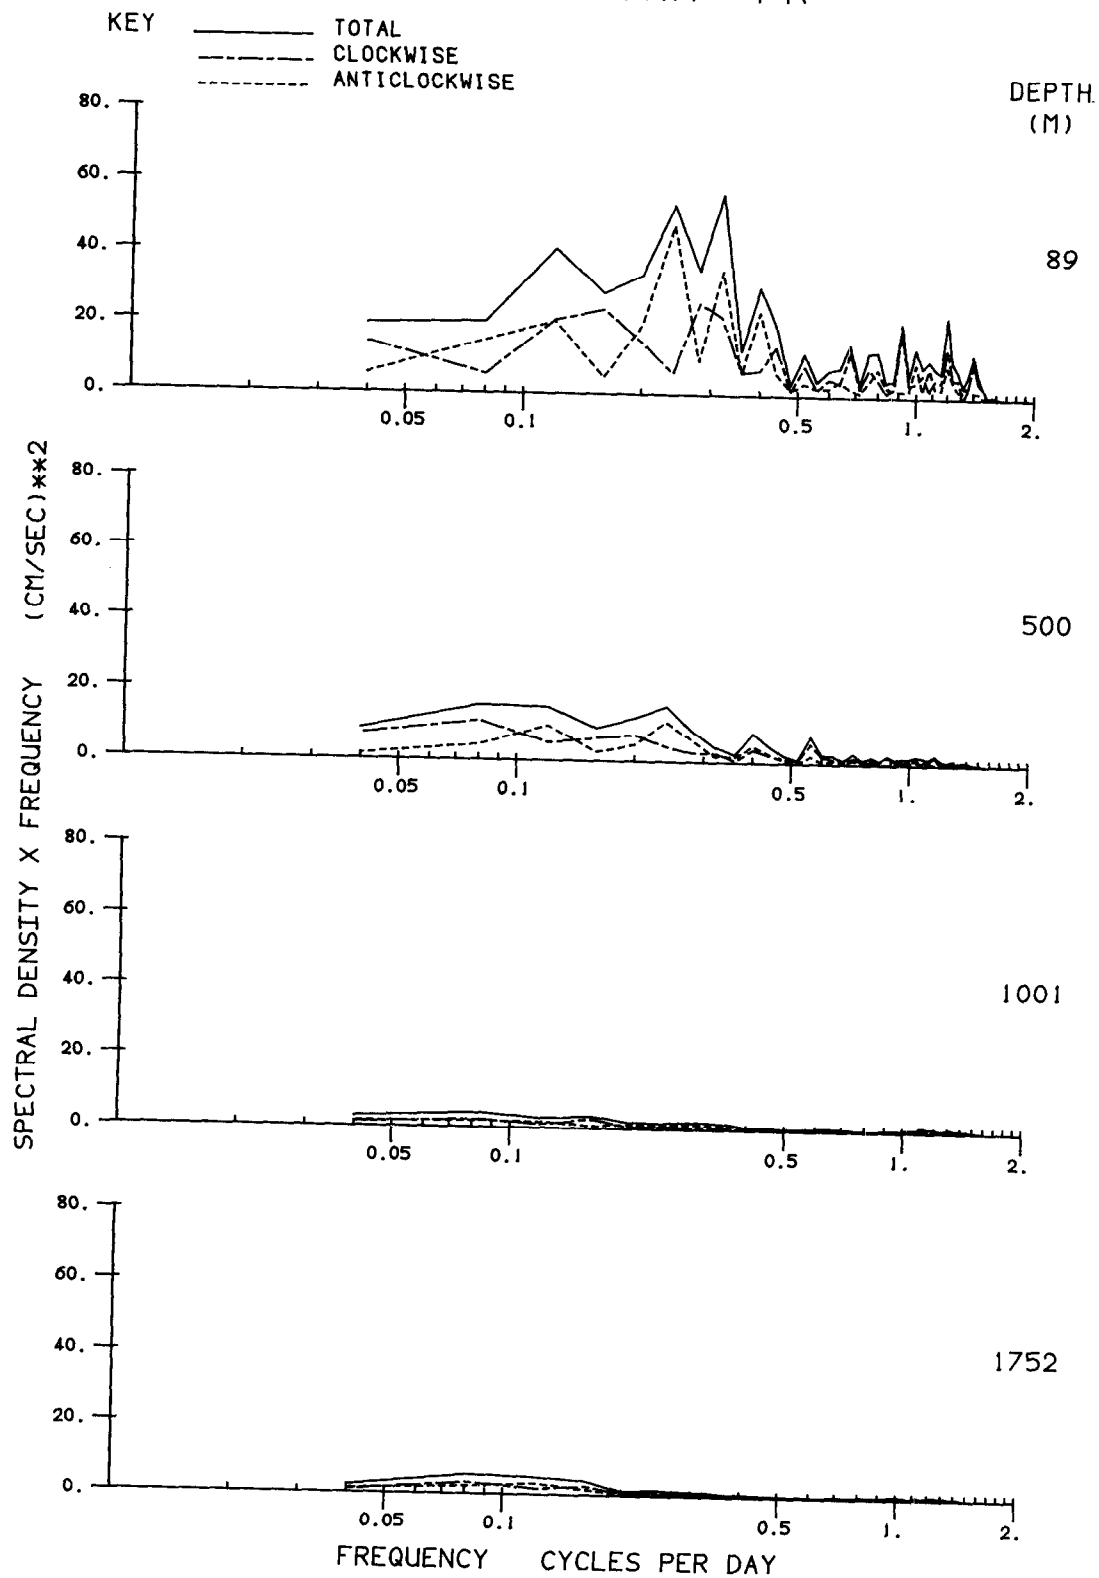 KEY
TOTAL
CLOCKWISE
ANTICLOCKWISE
DEPTH
(M)
80.
60.
40.
20.
0.
0.05 0.1 0.5 1. 2.
89
80.
60.
40.
20.
0.
0.05 0.1 0.5 1. 2.
500
80.
60.
40.
20.
0.
0.05 0.1 0.5 1. 2.
1001
80.
60.
40.
20.
0.
0.05 0.1 0.5 1. 2.
1752
SPECTRAL DENSITY X FREQUENCY (CM/SEC)**2
FREQUENCY CYCLES PER DAY